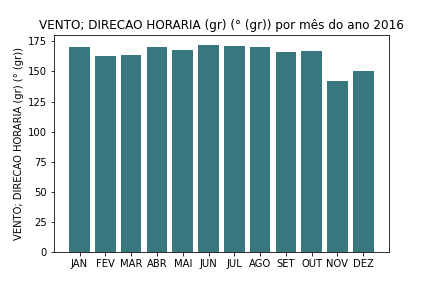 VENTO; DIRECAO HORARIA (gr) (° (gr)) por mês do ano 2016
VENTO; DIRECAO HORARIA (gr) (° (gr))
175
150
125
100
75
50
25
0
JAN FEV MAR ABR MAI JUN JUL AGO SET OUT NOV DEZ